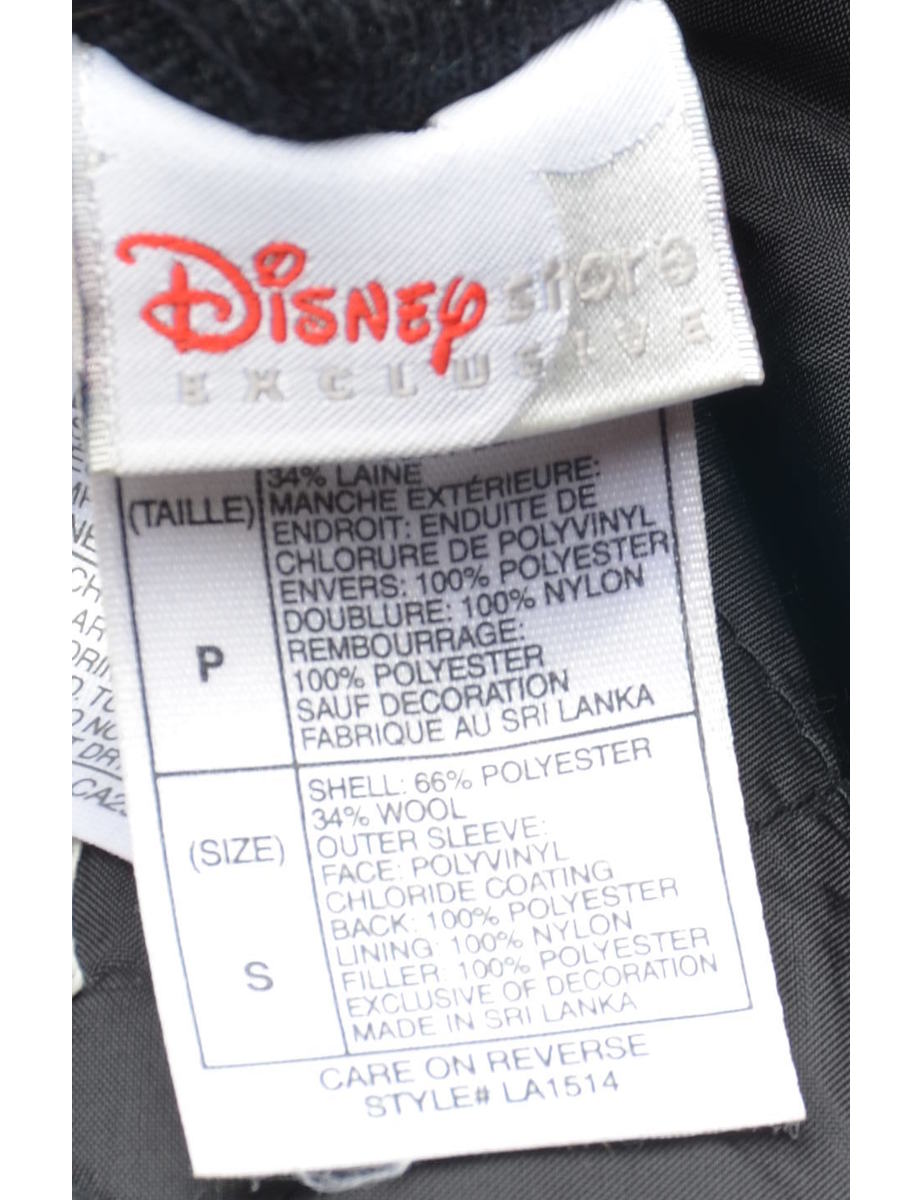 Disney store
EXCLUSIVE
(TAILLE)
P
34% LAINE
MANCHE EXTÉRIEURE:
ENDROIT: ENDUITE DE
CHLORURE DE POLYVINYL
ENVERS: 100% POLYESTER
DOUBLURE: 100% NYLON
REMBOURRAGE:
100% POLYESTER
SAUF DECORATION
FABRIQUE AU SRI LANKA
(SIZE)
S
SHELL: 66% POLYESTER
34% WOOL
OUTER SLEEVE:
FACE: POLYVINYL
CHLORIDE COATING
BACK: 100% POLYESTER
LINING: 100% NYLON
FILLER: 100% POLYESTER
EXCLUSIVE OF DECORATION
MADE IN SRI LANKA
CARE ON REVERSE
STYLE# LA1514